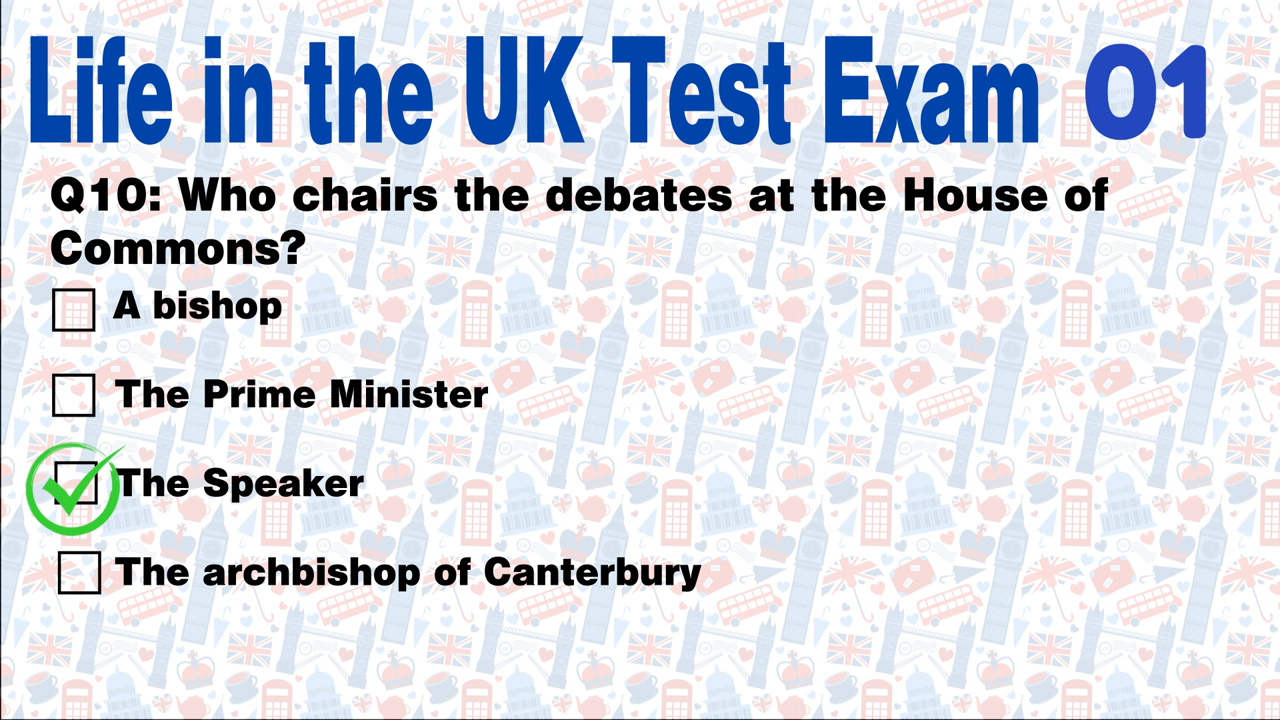 Life in the UK Test Exam 01
Q10: Who chairs the debates at the House of
Commons?
A bishop
The Prime Minister
The Speaker
The archbishop of Canterbury